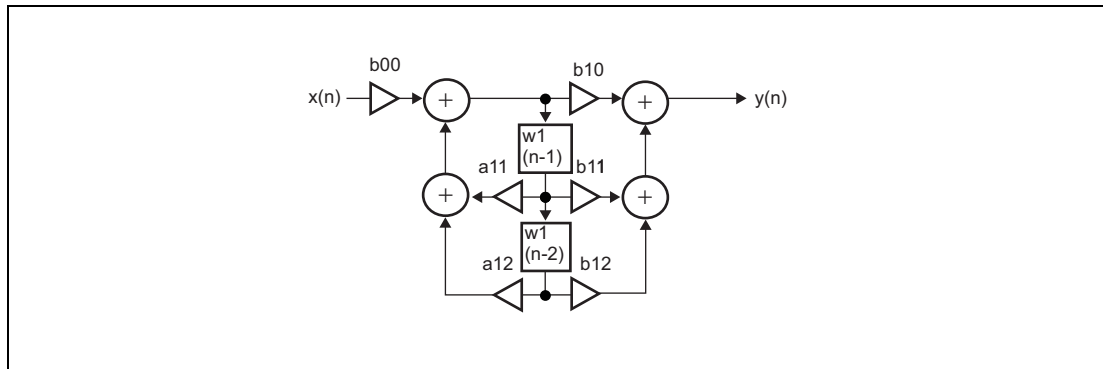 b00
b10
x(n)
+
+
y(n)
w1
(n-1)
a11
b11
+
+
w1
(n-2)
a12
b12